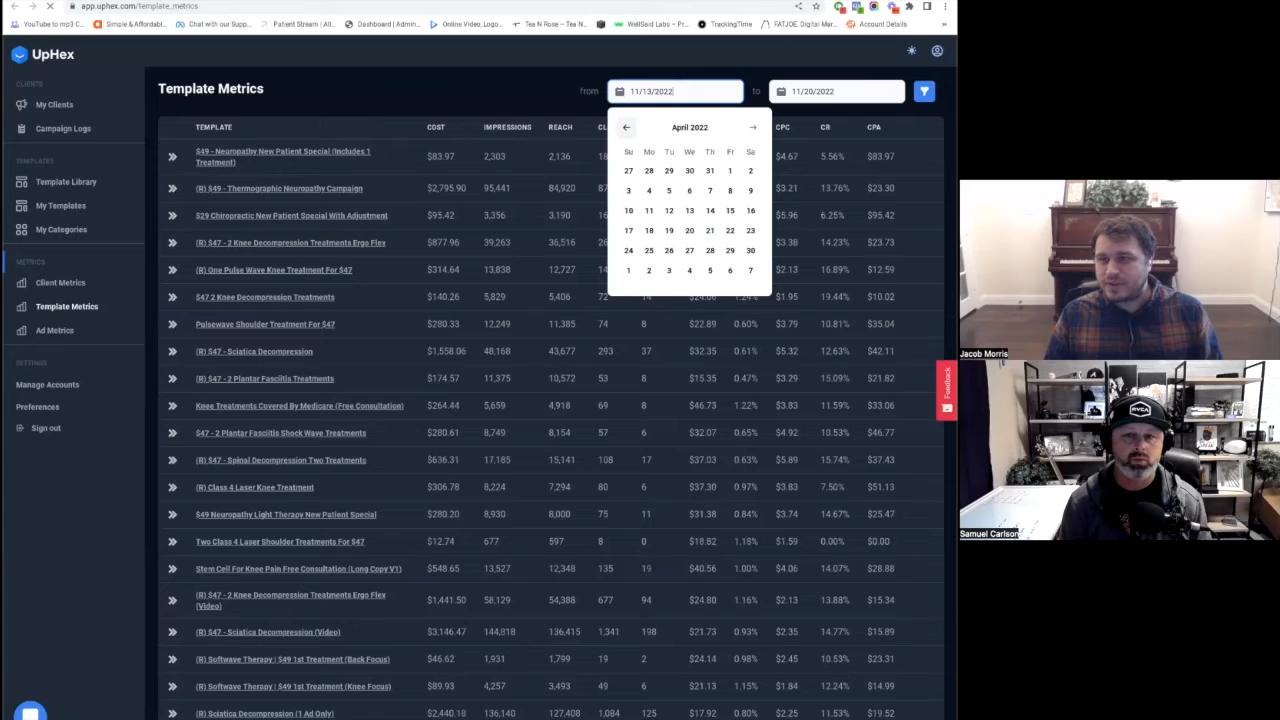 app.uphex.com/template_metrics
YouTube to mp3 C... Simple & Affordabl... Chat with our Supp... Patient Stream | All... Dashboard | Admin... Online Video, Logo... Tea N Rose – Tea N... WellSaid Labs – Pr... TrackingTime FATJOE. Digital Mar... Account Details »
UpHex
CLIENTS
My Clients
Campaign Logs
TEMPLATES
Template Library
My Templates
My Categories
METRICS
Client Metrics
Template Metrics
Ad Metrics
SETTINGS
Manage Accounts
Preferences
Sign out
Template Metrics
from 11/13/2022 to 11/20/2022
TEMPLATE COST IMPRESSIONS REACH CL CPC CR CPA
$49 - Neuropathy New Patient Special (Includes 1 Treatment) $83.97 2,303 2,136 18 $4.67 5.56% $83.97
(R) $49 - Thermographic Neuropathy Campaign $2,795.90 95,441 84,920 87 $3.21 13.76% $23.30
$29 Chiropractic New Patient Special With Adjustment $95.42 3,356 3,190 16 $5.96 6.25% $95.42
(R) $47 - 2 Knee Decompression Treatments Ergo Flex $877.96 39,263 36,516 26 $3.38 14.23% $23.73
(R) One Pulse Wave Knee Treatment For $47 $314.64 13,838 12,727 14 $2.13 16.89% $12.59
$47 2 Knee Decompression Treatments $140.26 5,829 5,406 72 14 $24.06 1.24% $1.95 19.44% $10.02
Pulsewave Shoulder Treatment For $47 $280.33 12,249 11,385 74 8 $22.89 0.60% $3.79 10.81% $35.04
(R) $47 - Sciatica Decompression $1,558.06 48,168 43,677 293 37 $32.35 0.61% $5.32 12.63% $42.11
(R) $47 - 2 Plantar Fasciitis Treatments $174.57 11,375 10,572 53 8 $15.35 0.47% $3.29 15.09% $21.82
Knee Treatments Covered By Medicare (Free Consultation) $264.44 5,659 4,918 69 8 $46.73 1.22% $3.83 11.59% $33.06
$47 - 2 Plantar Fasciitis Shock Wave Treatments $280.61 8,749 8,154 57 6 $32.07 0.65% $4.92 10.53% $46.77
(R) $47 - Spinal Decompression Two Treatments $636.31 17,185 15,141 108 17 $37.03 0.63% $5.89 15.74% $37.43
(R) Class 4 Laser Knee Treatment $306.78 8,224 7,294 80 6 $37.30 0.97% $3.83 7.50% $51.13
$49 Neuropathy Light Therapy New Patient Special $280.20 8,930 8,000 75 11 $31.38 0.84% $3.74 14.67% $25.47
Two Class 4 Laser Shoulder Treatments For $47 $12.74 677 597 8 0 $18.82 1.18% $1.59 0.00% $0.00
Stem Cell For Knee Pain Free Consultation (Long Copy V1) $548.65 13,527 12,348 135 19 $40.56 1.00% $4.06 14.07% $28.88
(R) $47 - 2 Knee Decompression Treatments Ergo Flex (Video) $1,441.50 58,129 54,388 677 94 $24.80 1.16% $2.13 13.88% $15.34
(R) $47 - Sciatica Decompression (Video) $3,146.47 144,818 136,415 1,341 198 $21.73 0.93% $2.35 14.77% $15.89
(R) Softwave Therapy | $49 1st Treatment (Back Focus) $46.62 1,931 1,799 19 2 $24.14 0.98% $2.45 10.53% $23.31
(R) Softwave Therapy | $49 1st Treatment (Knee Focus) $89.93 4,257 3,493 49 6 $21.13 1.15% $1.84 12.24% $14.99
(R) Sciatica Decompression (1 Ad Only) $2,440.18 136,140 127,408 1,084 125 $17.92 0.80% $2.25 11.53% $19.52
April 2022
Su Mo Tu We Th Fr Sa
27 28 29 30 31 1 2
3 4 5 6 7 8 9
10 11 12 13 14 15 16
17 18 19 20 21 22 23
24 25 26 27 28 29 30
1 2 3 4 5 6 7
Feedback
Jacob Morris
RVCA
Samuel Carlson